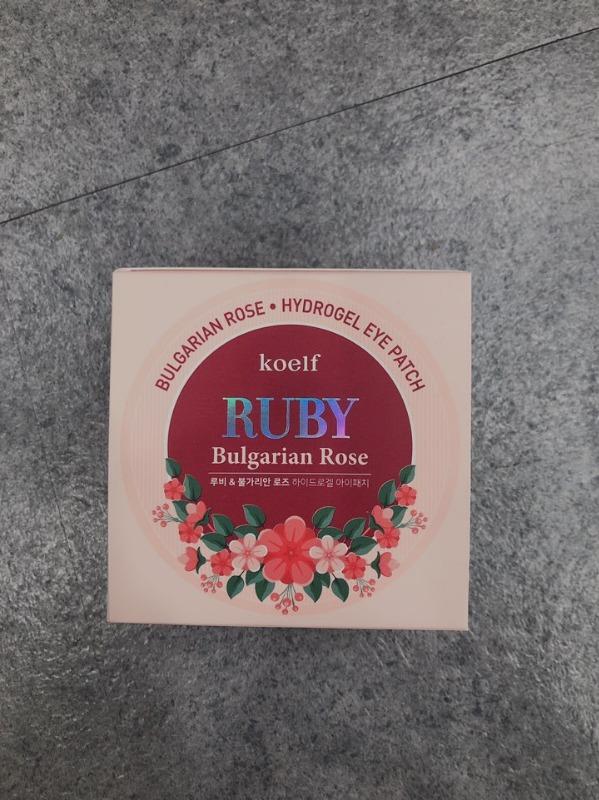 BULGARIAN ROSE • HYDROGEL EYE PATCH
koelf
RUBY
Bulgarian Rose
루비 & 불가리안 로즈 하이드로겔 아이패치